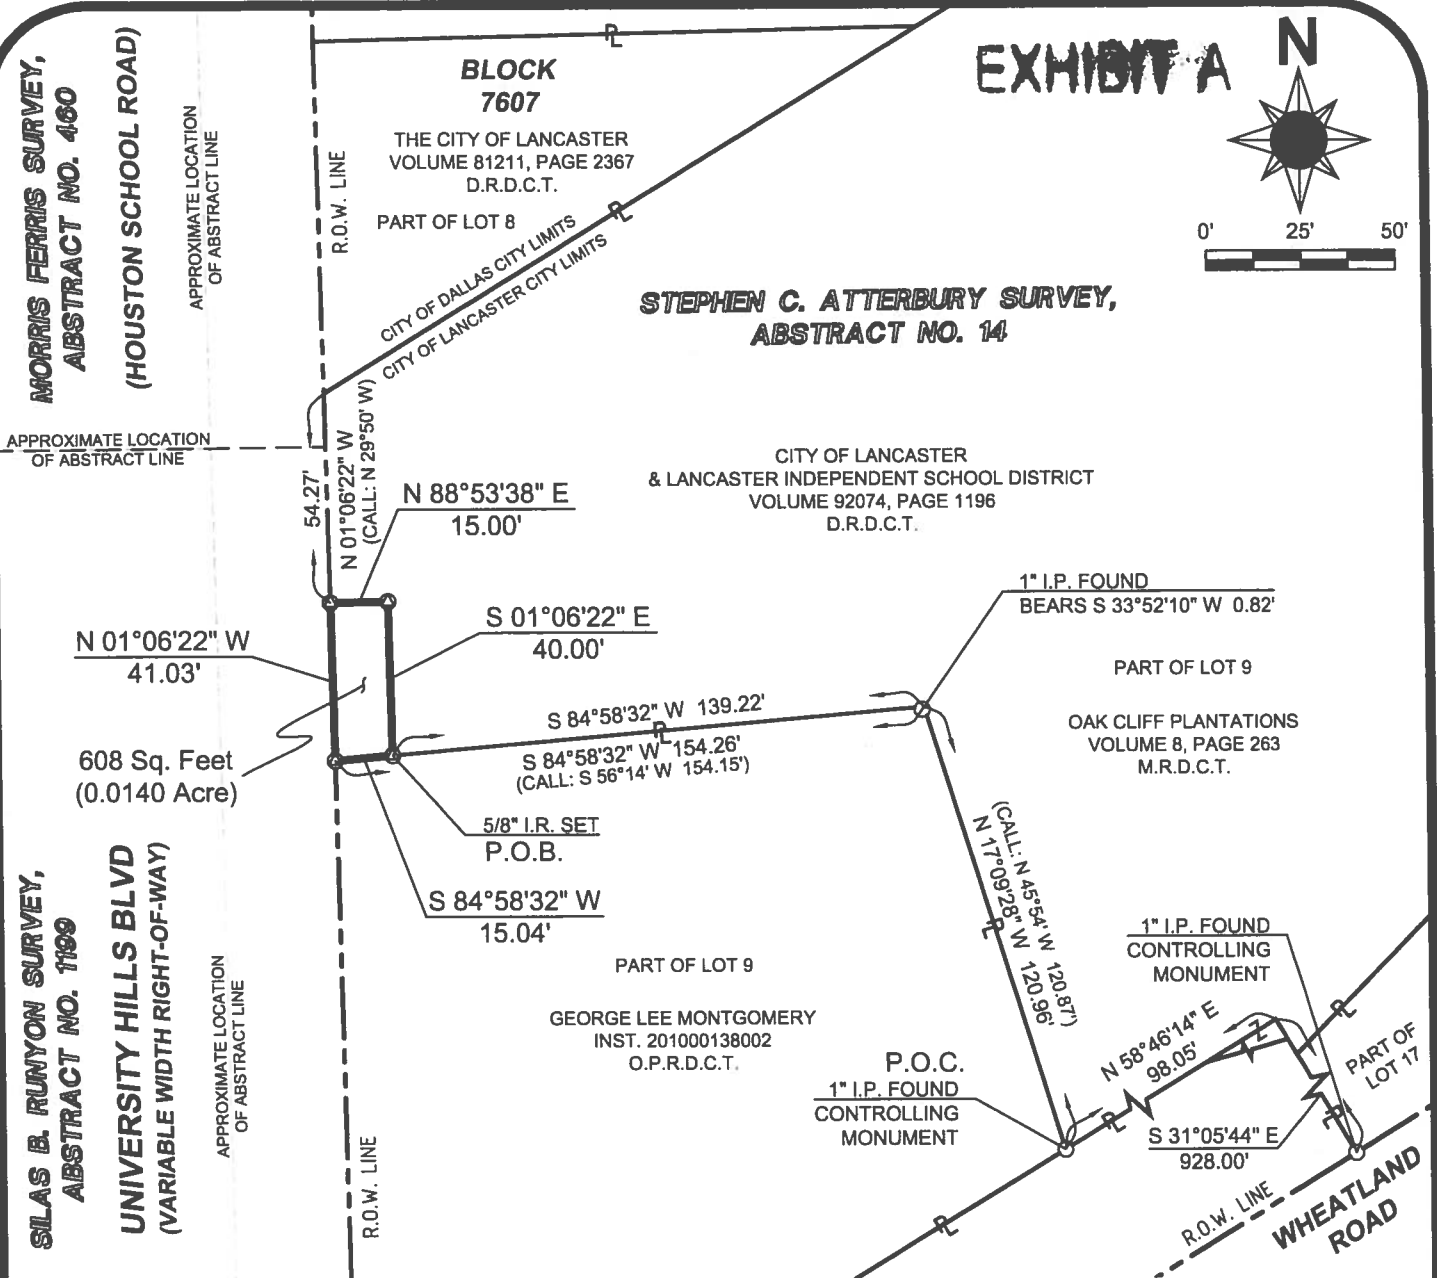 EXHIBIT A
N
0' 25' 50'
MORRIS FERRIS SURVEY,
ABSTRACT NO. 460
(HOUSTON SCHOOL ROAD)
APPROXIMATE LOCATION
OF ABSTRACT LINE
R.O.W. LINE
PL
BLOCK
7607
THE CITY OF LANCASTER
VOLUME 81211, PAGE 2367
D.R.D.C.T.
PART OF LOT 8
PL
CITY OF DALLAS CITY LIMITS
CITY OF LANCASTER CITY LIMITS
STEPHEN C. ATTERBURY SURVEY,
ABSTRACT NO. 14
APPROXIMATE LOCATION
OF ABSTRACT LINE
54.27'
N 01°06'22" W
(CALL: N 29°50' W)
N 88°53'38" E
15.00'
CITY OF LANCASTER
& LANCASTER INDEPENDENT SCHOOL DISTRICT
VOLUME 92074, PAGE 1196
D.R.D.C.T.
1" I.P. FOUND
BEARS S 33°52'10" W 0.82'
N 01°06'22" W
41.03'
S 01°06'22" E
40.00'
PART OF LOT 9
OAK CLIFF PLANTATIONS
VOLUME 8, PAGE 263
M.R.D.C.T.
S 84°58'32" W 139.22'
PL
S 84°58'32" W 154.26'
(CALL: S 56°14' W 154.15')
608 Sq. Feet
(0.0140 Acre)
5/8" I.R. SET
P.O.B.
S 84°58'32" W
15.04'
(CALL: N 45°54' W 120.87')
N 17°09'28" W 120.96'
PL
SILAS B. RUNYON SURVEY,
ABSTRACT NO. 1199
UNIVERSITY HILLS BLVD
(VARIABLE WIDTH RIGHT-OF-WAY)
APPROXIMATE LOCATION
OF ABSTRACT LINE
R.O.W. LINE
PART OF LOT 9
GEORGE LEE MONTGOMERY
INST. 201000138002
O.P.R.D.C.T.
1" I.P. FOUND
CONTROLLING
MONUMENT
P.O.C.
1" I.P. FOUND
CONTROLLING
MONUMENT
N 58°46'14" E
98.05'
PL
PL
PART OF
LOT 17
S 31°05'44" E
928.00'
PL
PL
R.O.W. LINE
WHEATLAND
ROAD